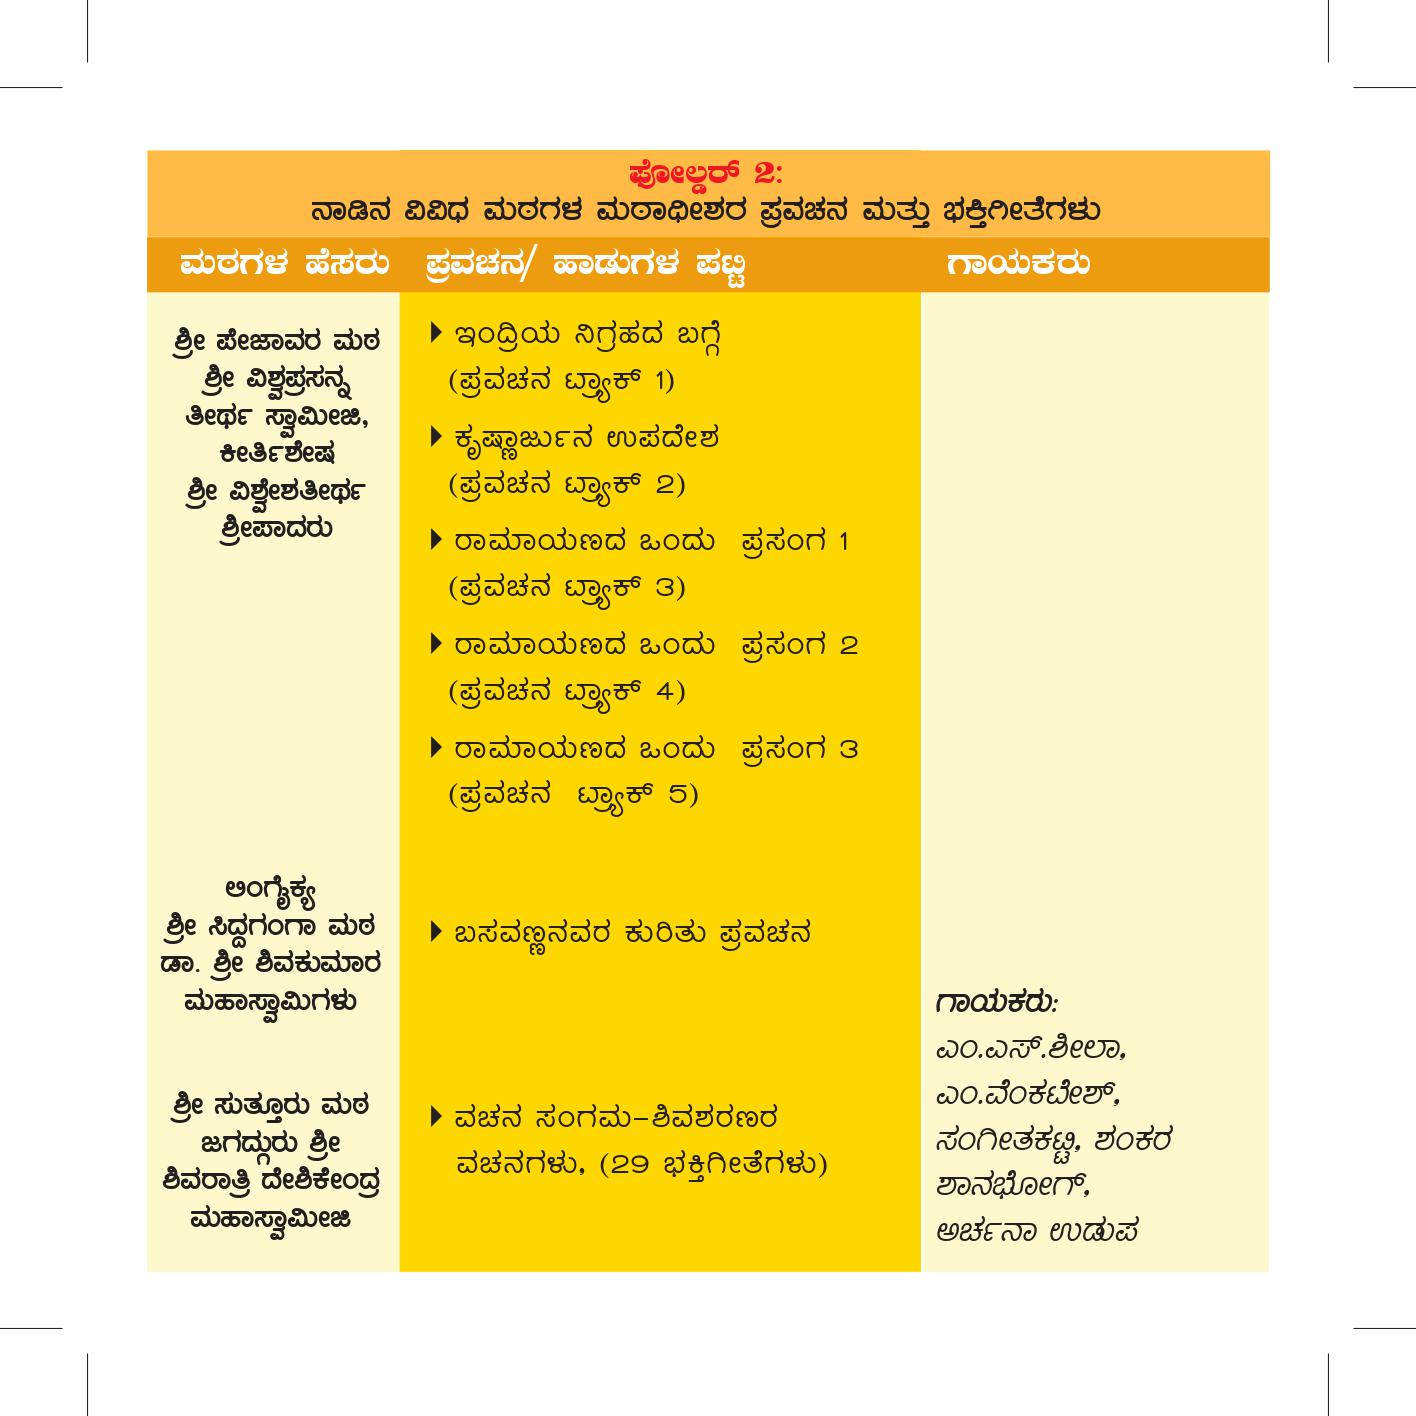 ಫೋಲ್ಡರ್ 2:
ನಾಡಿನ ವಿವಿಧ ಮಠಗಳ ಮಠಾಧೀಶರ ಪ್ರವಚನ ಮತ್ತು ಭಕ್ತಿಗೀತೆಗಳು
ಮಠಗಳ ಹೆಸರು ಪ್ರವಚನ/ ಹಾಡುಗಳ ಪಟ್ಟಿ ಗಾಯಕರು
ಶ್ರೀ ಪೇಜಾವರ ಮಠ
ಶ್ರೀ ವಿಶ್ವಪ್ರಸನ್ನ
ತೀರ್ಥ ಸ್ವಾಮೀಜಿ,
ಕೀರ್ತಿಶೇಷ
ಶ್ರೀ ವಿಶ್ವೇಶತೀರ್ಥ
ಶ್ರೀಪಾದರು
ಇಂದ್ರಿಯ ನಿಗ್ರಹದ ಬಗ್ಗೆ
(ಪ್ರವಚನ ಟ್ರ್ಯಾಕ್ 1)
ಕೃಷ್ಣಾರ್ಜುನ ಉಪದೇಶ
(ಪ್ರವಚನ ಟ್ರ್ಯಾಕ್ 2)
ರಾಮಾಯಣದ ಒಂದು ಪ್ರಸಂಗ 1
(ಪ್ರವಚನ ಟ್ರ್ಯಾಕ್ 3)
ರಾಮಾಯಣದ ಒಂದು ಪ್ರಸಂಗ 2
(ಪ್ರವಚನ ಟ್ರ್ಯಾಕ್ 4)
ರಾಮಾಯಣದ ಒಂದು ಪ್ರಸಂಗ 3
(ಪ್ರವಚನ ಟ್ರ್ಯಾಕ್ 5)
ಲಿಂಗೈಕ್ಯ
ಶ್ರೀ ಸಿದ್ದಗಂಗಾ ಮಠ
ಡಾ. ಶ್ರೀ ಶಿವಕುಮಾರ
ಮಹಾಸ್ವಾಮಿಗಳು
ಬಸವಣ್ಣನವರ ಕುರಿತು ಪ್ರವಚನ
ಶ್ರೀ ಸುತ್ತೂರು ಮಠ
ಜಗದ್ಗುರು ಶ್ರೀ
ಶಿವರಾತ್ರಿ ದೇಶಿಕೇಂದ್ರ
ಮಹಾಸ್ವಾಮೀಜಿ
ವಚನ ಸಂಗಮ–ಶಿವಶರಣರ
ವಚನಗಳು, (29 ಭಕ್ತಿಗೀತೆಗಳು)
ಗಾಯಕರು:
ಎಂ.ಎಸ್.ಶೀಲಾ,
ಎಂ.ವೆಂಕಟೇಶ್,
ಸಂಗೀತಕಟ್ಟಿ, ಶಂಕರ
ಶಾನಭೋಗ್,
ಅರ್ಚನಾ ಉಡುಪ